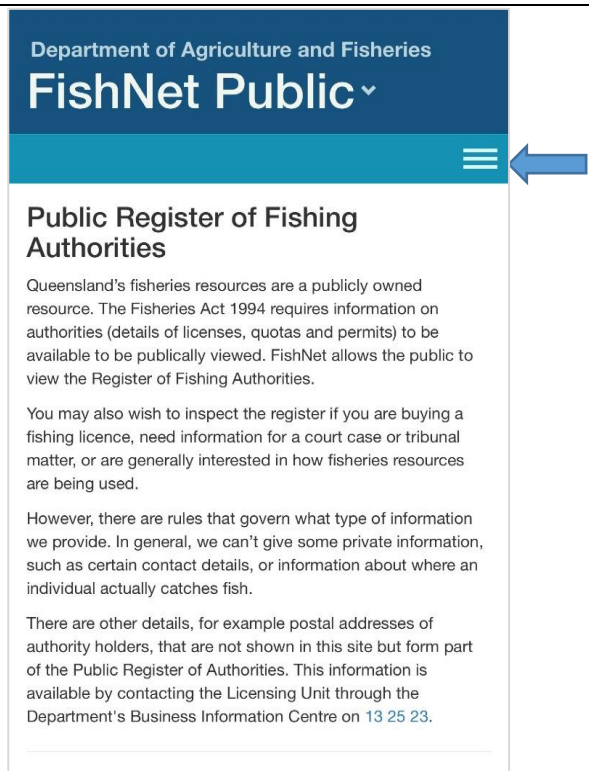 Department of Agriculture and Fisheries
FishNet Public
Public Register of Fishing
Authorities
Queensland's fisheries resources are a publicly owned
resource. The Fisheries Act 1994 requires information on
authorities (details of licenses, quotas and permits) to be
available to be publically viewed. FishNet allows the public to
view the Register of Fishing Authorities.
You may also wish to inspect the register if you are buying a
fishing licence, need information for a court case or tribunal
matter, or are generally interested in how fisheries resources
are being used.
However, there are rules that govern what type of information
we provide. In general, we can't give some private information,
such as certain contact details, or information about where an
individual actually catches fish.
There are other details, for example postal addresses of
authority holders, that are not shown in this site but form part
of the Public Register of Authorities. This information is
available by contacting the Licensing Unit through the
Department's Business Information Centre on 13 25 23.